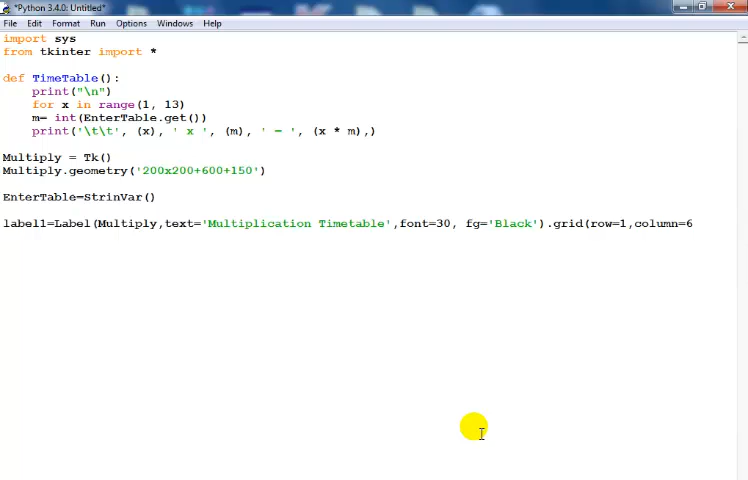 *Python 3.4.0: Untitled*
File Edit Format Run Options Windows Help
import sys
from tkinter import *
def TimeTable():
print("\n")
for x in range(1, 13)
m= int(EnterTable.get())
print('\t\t', (x), ' x ', (m), ' = ', (x * m),)
Multiply = Tk()
Multiply.geometry('200x200+600+150')
EnterTable=StrinVar()
label1=Label(Multiply,text='Multiplication Timetable',font=30, fg='Black').grid(row=1,column=6